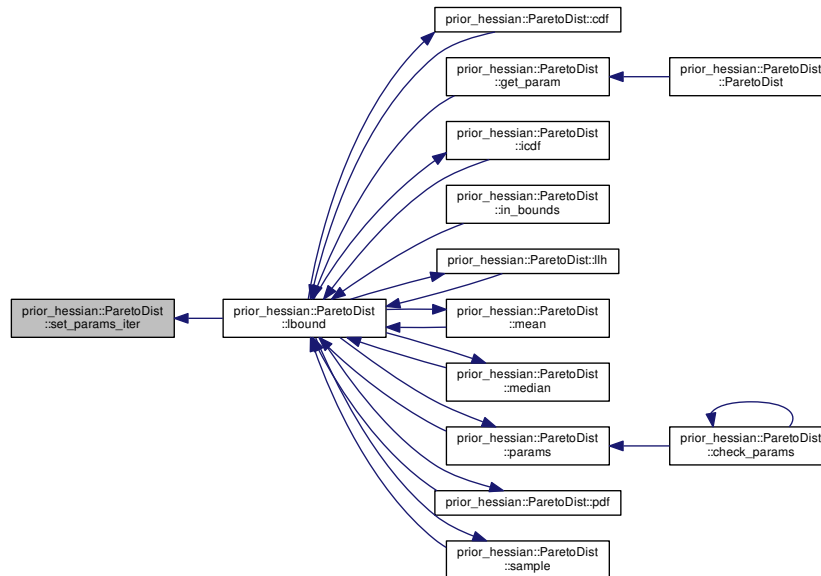 prior_hessian::ParetoDist
::set_params_iter
prior_hessian::ParetoDist
::lbound
prior_hessian::ParetoDist::cdf
prior_hessian::ParetoDist
::get_param
prior_hessian::ParetoDist
::ParetoDist
prior_hessian::ParetoDist
::icdf
prior_hessian::ParetoDist
::in_bounds
prior_hessian::ParetoDist::llh
prior_hessian::ParetoDist
::mean
prior_hessian::ParetoDist
::median
prior_hessian::ParetoDist
::params
prior_hessian::ParetoDist
::check_params
prior_hessian::ParetoDist::pdf
prior_hessian::ParetoDist
::sample